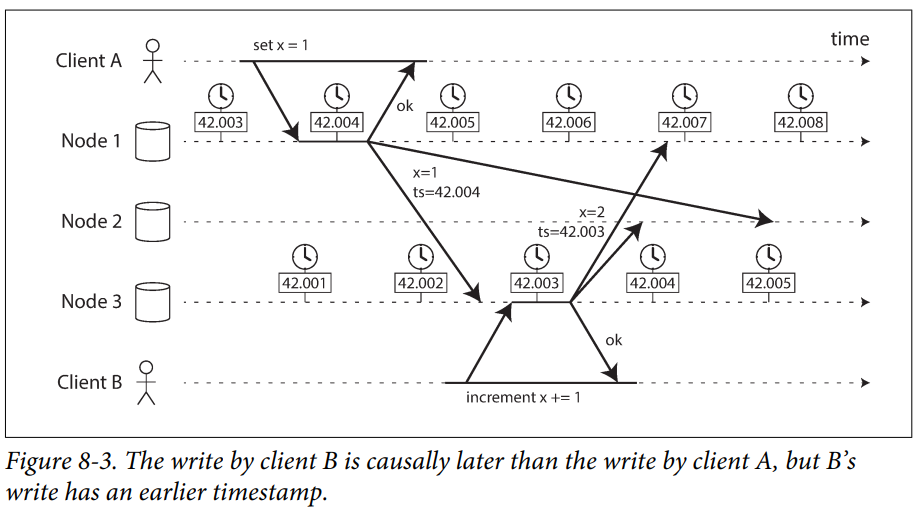 set x = 1
time
Client A
ok
42.003
42.004
42.005
42.006
42.007
42.008
Node 1
x=1
ts=42.004
x=2
ts=42.003
Node 2
42.001
42.002
42.003
42.004
42.005
Node 3
ok
Client B
increment x += 1
Figure 8-3. The write by client B is causally later than the write by client A, but B’s
write has an earlier timestamp.